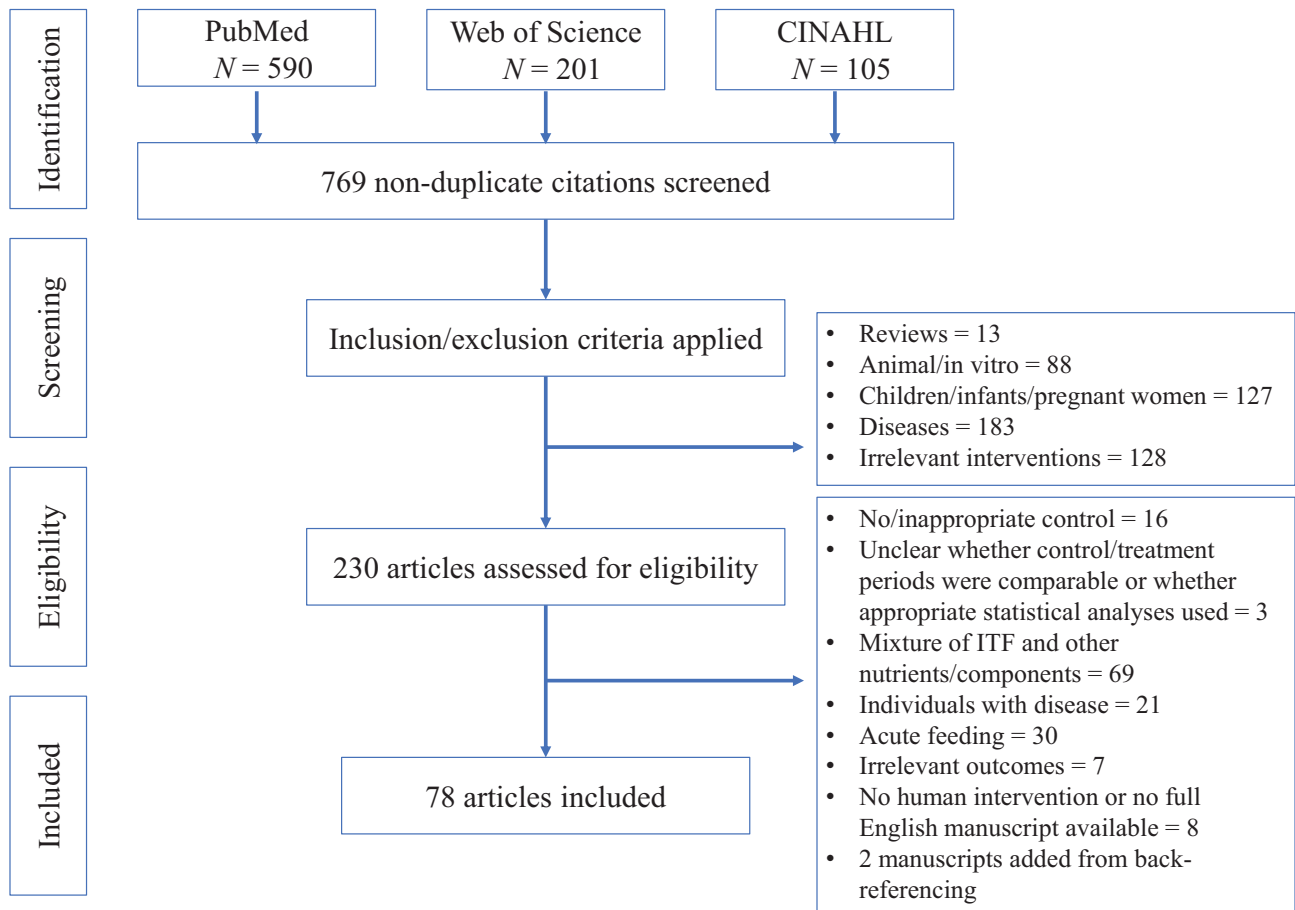 Identification
PubMed
N = 590
Web of Science
N = 201
CINAHL
N = 105
769 non-duplicate citations screened
Screening
Inclusion/exclusion criteria applied
• Reviews = 13
• Animal/in vitro = 88
• Children/infants/pregnant women = 127
• Diseases = 183
• Irrelevant interventions = 128
Eligibility
230 articles assessed for eligibility
• No/inappropriate control = 16
• Unclear whether control/treatment
periods were comparable or whether
appropriate statistical analyses used = 3
• Mixture of ITF and other
nutrients/components = 69
• Individuals with disease = 21
• Acute feeding = 30
• Irrelevant outcomes = 7
• No human intervention or no full
English manuscript available = 8
• 2 manuscripts added from back-
referencing
Included
78 articles included